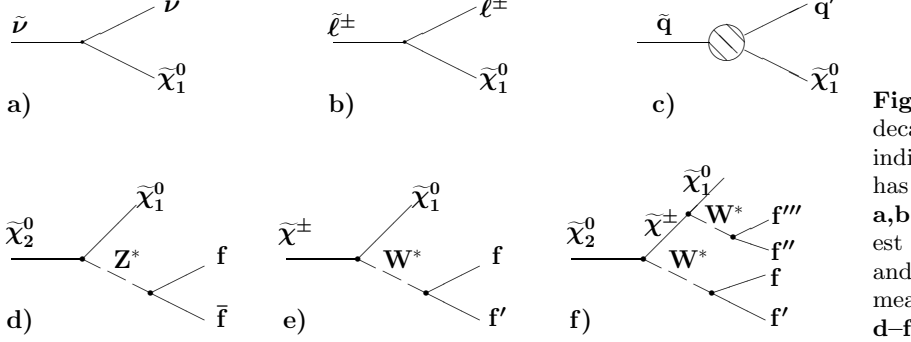 ν̃ ν χ̃⁰₁
a)
ℓ̃± ℓ± χ̃⁰₁
b)
q̃ q′ χ̃⁰₁
c)
χ̃⁰₂ χ̃⁰₁ Z* f f̄
d)
χ̃± χ̃⁰₁ W* f f′
e)
χ̃⁰₂ χ̃⁰₁ χ̃± W* f‴ f″ W* f f′
f)
Fig
deca
indi
has
a,b
est
and
mea
d–f